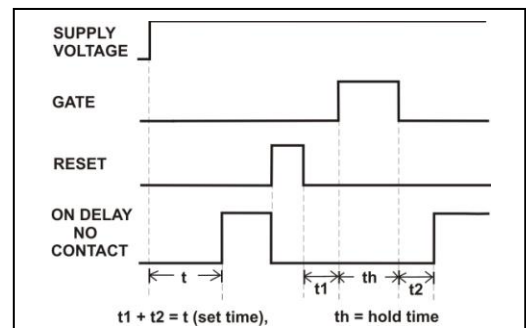 SUPPLY
VOLTAGE
GATE
RESET
ON DELAY
NO
CONTACT
t
t1
th
t2
t1 + t2 = t (set time), th = hold time